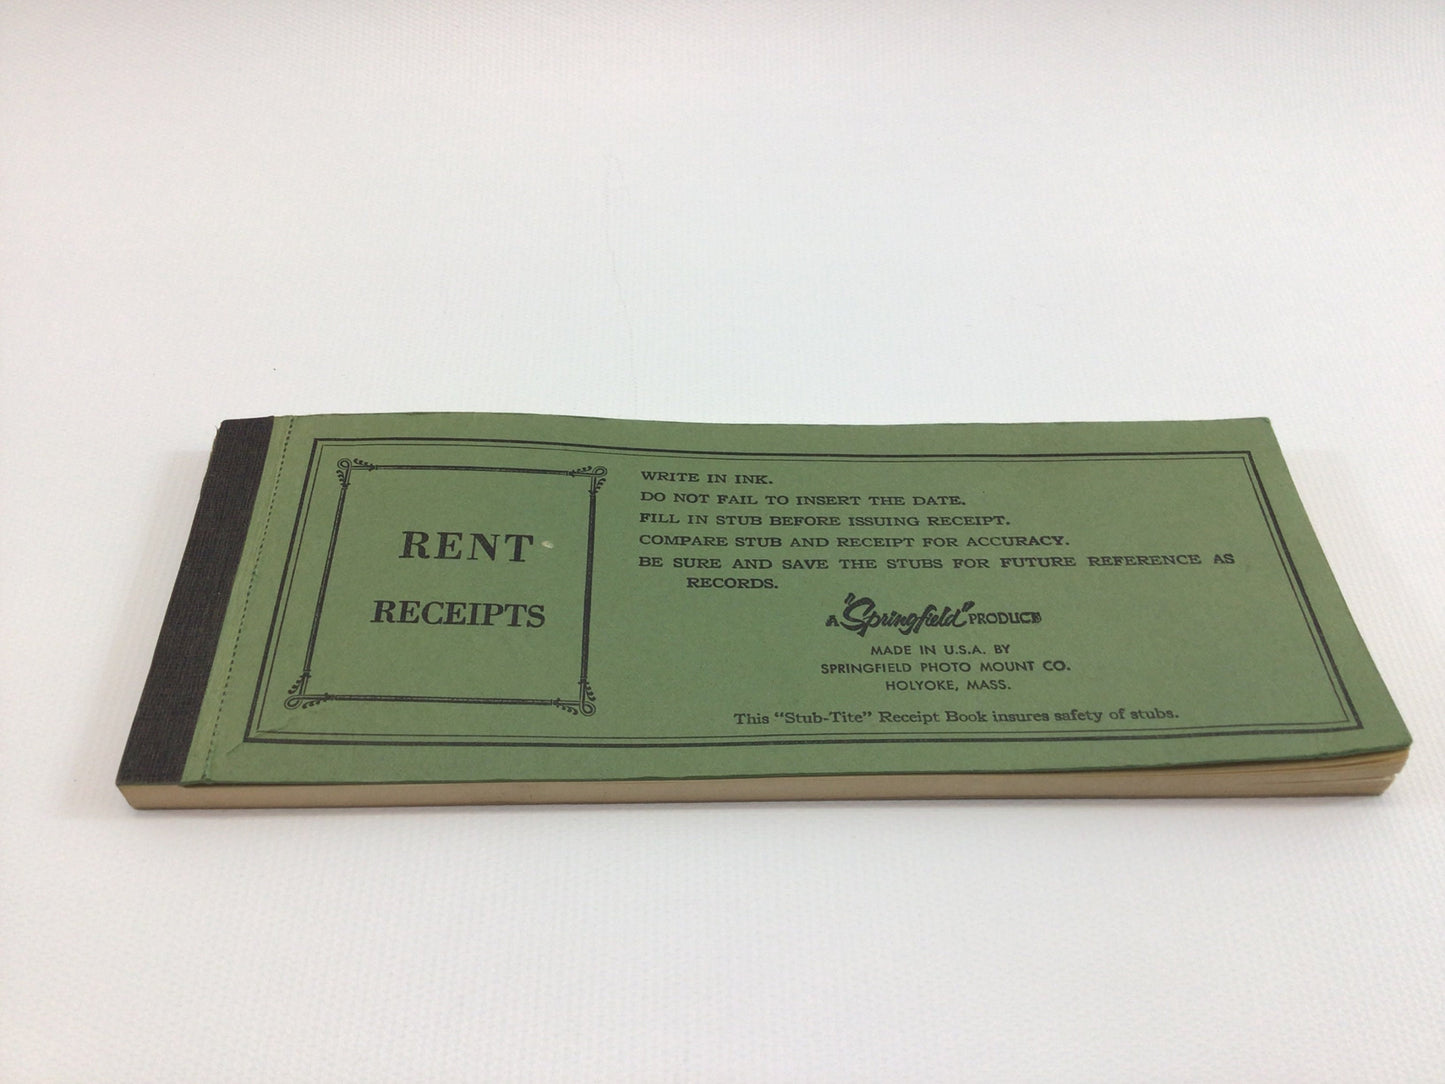 RENT
RECEIPTS
WRITE IN INK.
DO NOT FAIL TO INSERT THE DATE.
FILL IN STUB BEFORE ISSUING RECEIPT.
COMPARE STUB AND RECEIPT FOR ACCURACY.
BE SURE AND SAVE THE STUBS FOR FUTURE REFERENCE AS
RECORDS.
A "Springfield" PRODUCT
MADE IN U.S.A. BY
SPRINGFIELD PHOTO MOUNT CO.
HOLYOKE, MASS.
This "Stub-Tite" Receipt Book insures safety of stubs.